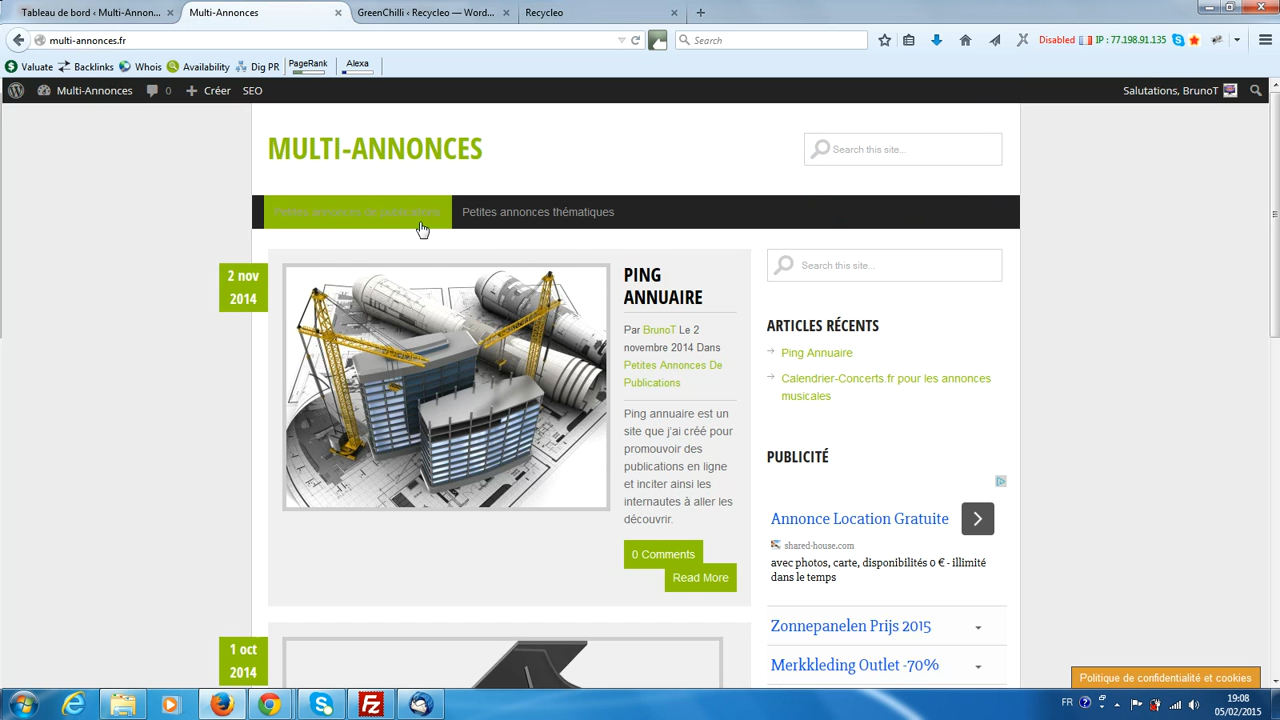 Tableau de bord ‹ Multi-Annon...
Multi-Annonces
GreenChilli ‹ Recycleo — Word...
Recycleo
multi-annonces.fr
Search
Disabled
IP : 77.198.91.135
Valuate
Backlinks
Whois
Availability
Dig PR
PageRank
Alexa
Multi-Annonces
0
Créer
SEO
Salutations, BrunoT
MULTI-ANNONCES
Search this site...
Petites annonces de publications
Petites annonces thématiques
2 nov
2014
PING
ANNUAIRE
Par BrunoT Le 2
novembre 2014 Dans
Petites Annonces De
Publications
Ping annuaire est un
site que j'ai créé pour
promouvoir des
publications en ligne
et inciter ainsi les
internautes à aller les
découvrir.
0 Comments
Read More
1 oct
2014
Search this site...
ARTICLES RÉCENTS
Ping Annuaire
Calendrier-Concerts.fr pour les annonces
musicales
PUBLICITÉ
Annonce Location Gratuite
shared-house.com
avec photos, carte, disponibilités 0 € - illimité
dans le temps
Zonnepanelen Prijs 2015
Merkkleding Outlet -70%
Politique de confidentialité et cookies
FR
19:08
05/02/2015